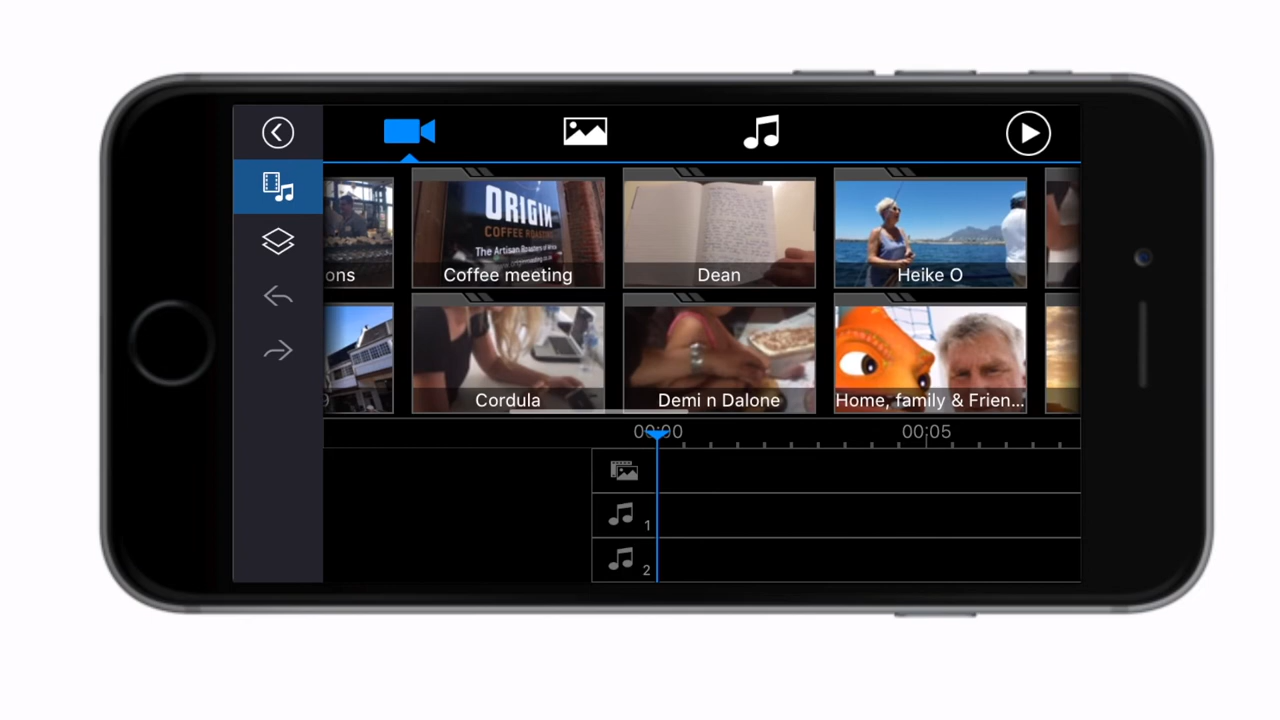 ons
ORIGIN
COFFEE ROASTING
The Artisan Roasters of
Coffee meeting
Dean
Heike O
Cordula
Demi n Dalone
Home, family & Frien...
00:00
00:05
1
2